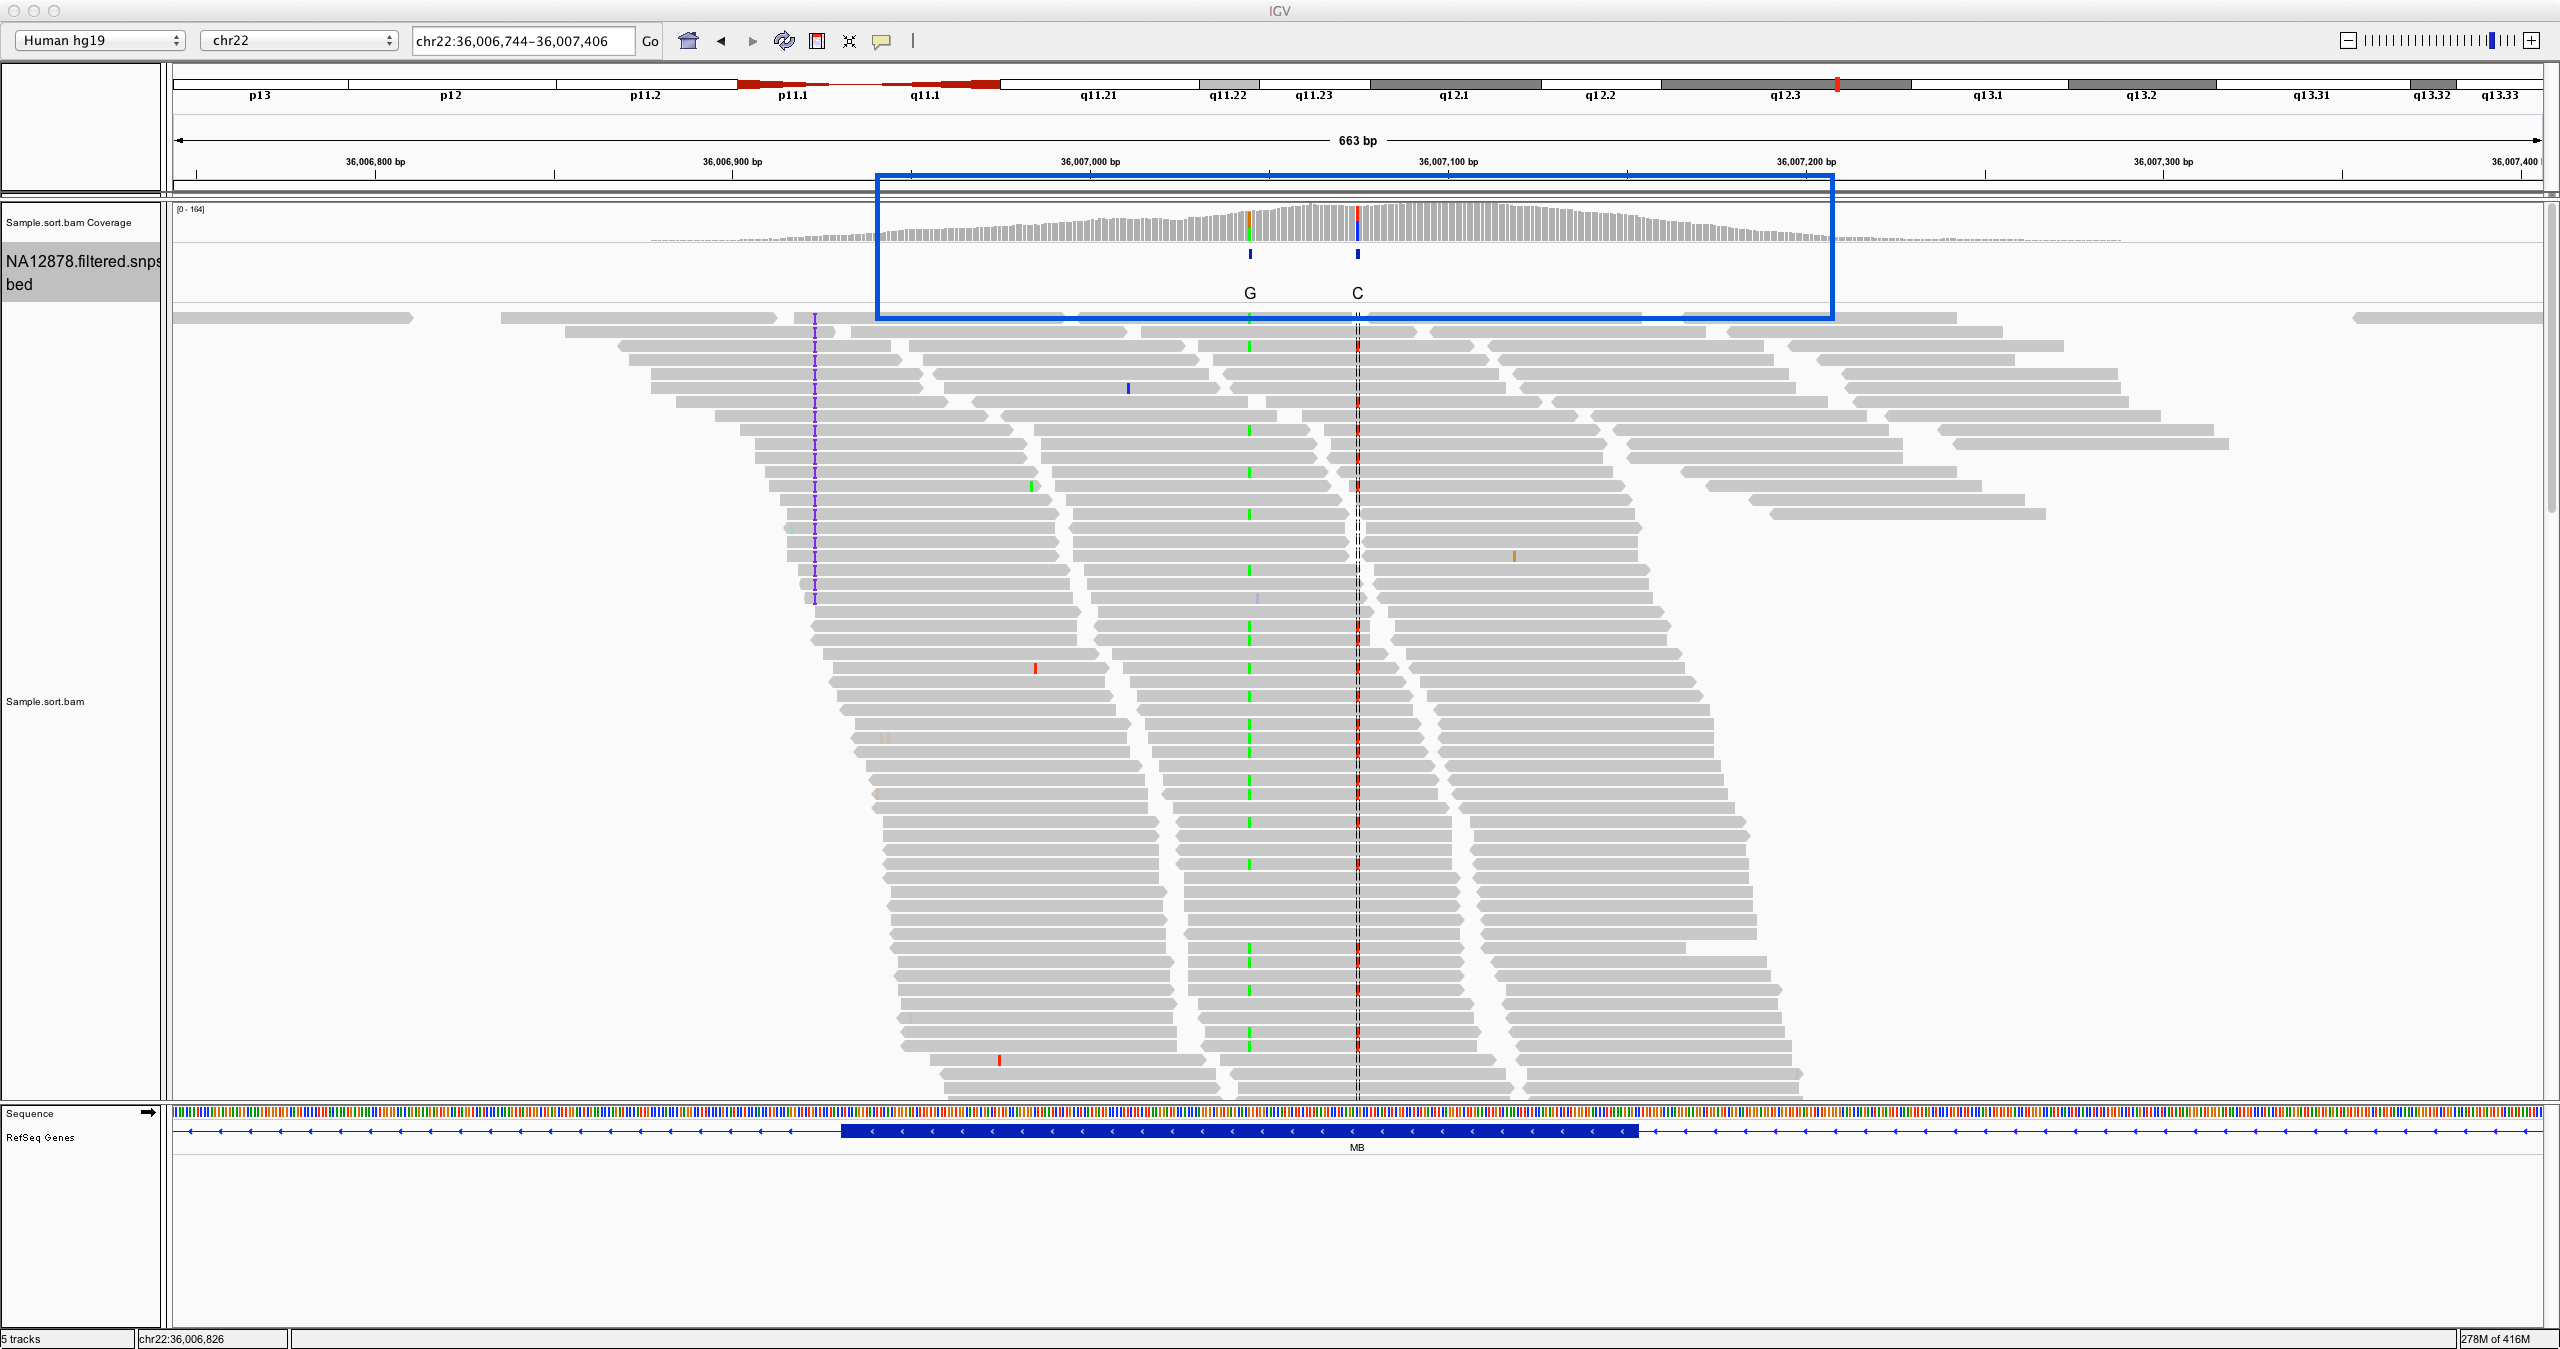 IGV
Human hg19 chr22 chr22:36,006,744-36,007,406 Go
p13 p12 p11.2 p11.1 q11.1 q11.21 q11.22 q11.23 q12.1 q12.2 q12.3 q13.1 q13.2 q13.31 q13.32 q13.33
663 bp
36,006,800 bp 36,006,900 bp 36,007,000 bp 36,007,100 bp 36,007,200 bp 36,007,300 bp 36,007,400
[0 - 164]
Sample.sort.bam Coverage
NA12878.filtered.snps
bed
G C
Sample.sort.bam
Sequence
RefSeq Genes
MB
5 tracks chr22:36,006,826 278M of 416M